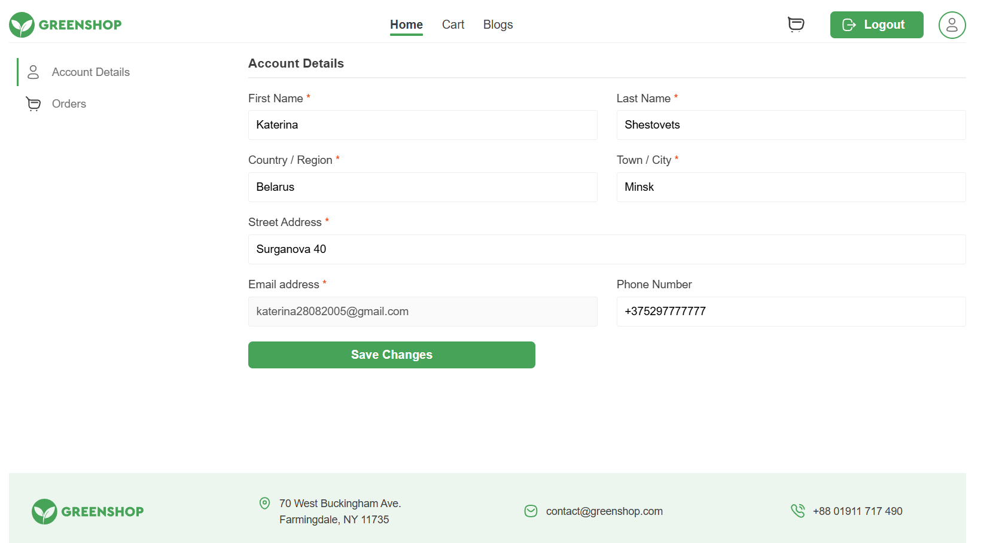 GREENSHOP
Home Cart Blogs
Logout
Account Details
Orders
Account Details
First Name * Last Name *
Katerina Shestovets
Country / Region * Town / City *
Belarus Minsk
Street Address *
Surganova 40
Email address * Phone Number
katerina28082005@gmail.com +375297777777
Save Changes
GREENSHOP
70 West Buckingham Ave.
Farmingdale, NY 11735
contact@greenshop.com
+88 01911 717 490